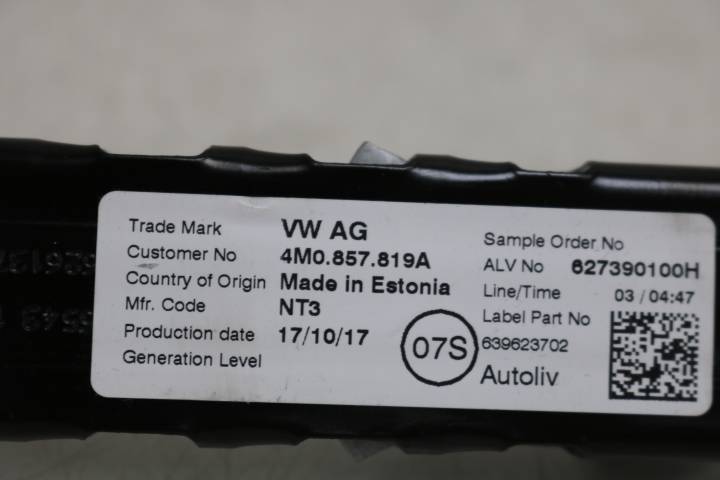 Trade Mark VW AG
Customer No 4M0.857.819A
Country of Origin Made in Estonia
Mfr. Code NT3
Production date 17/10/17
Generation Level
07S
Sample Order No
ALV No 627390100H
Line/Time 03 / 04:47
Label Part No
639623702
Autoliv